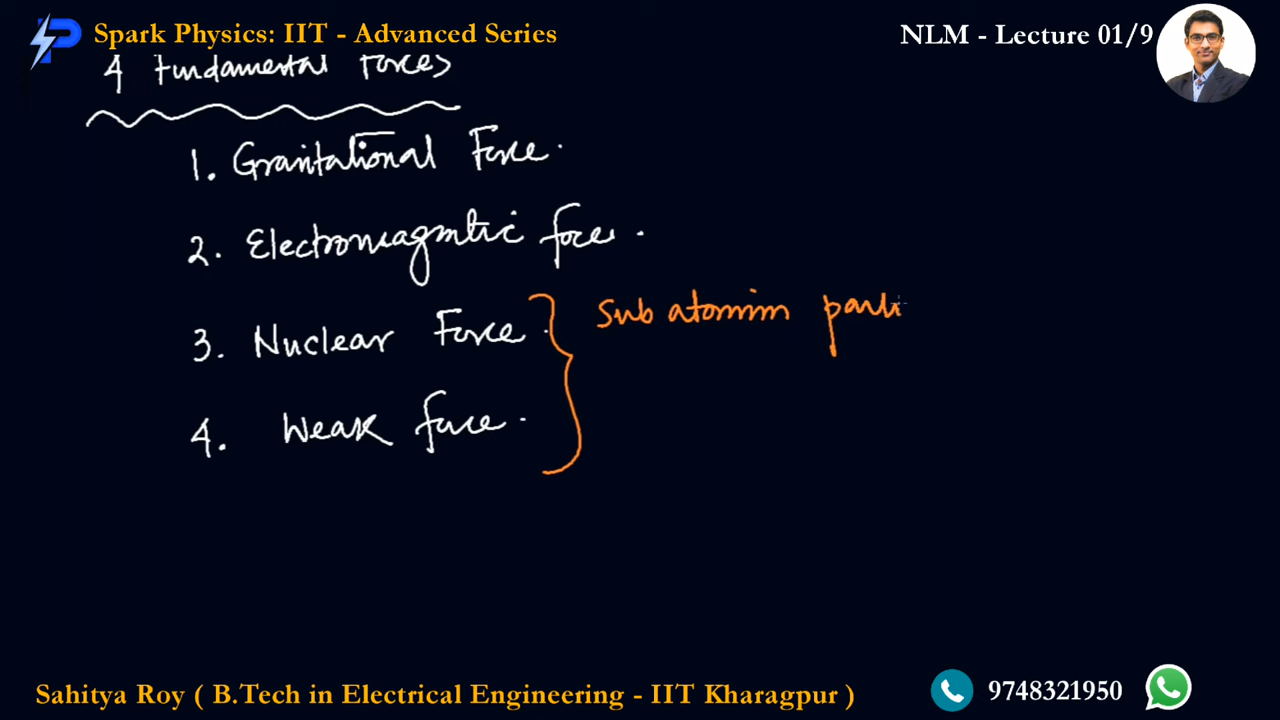 Spark Physics: IIT - Advanced Series
NLM - Lecture 01/9
4 Fundamental Forces
1. Gravitational Force.
2. Electromagnetic force.
3. Nuclear Force.
sub atomim parti
4. Weak force.
Sahitya Roy ( B.Tech in Electrical Engineering - IIT Kharagpur )
9748321950